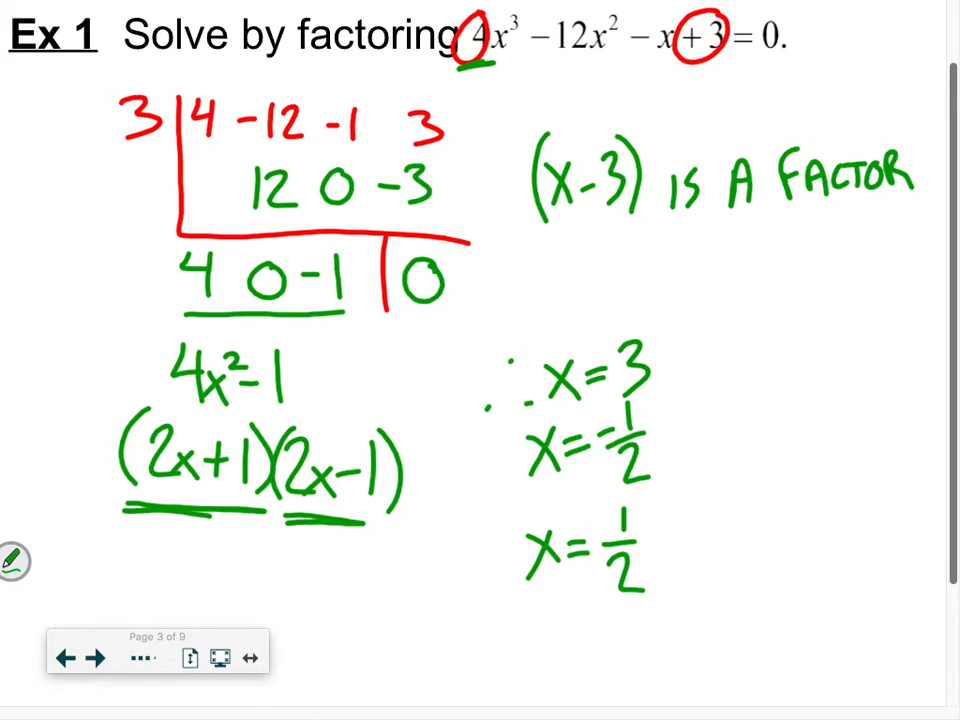 Ex 1 Solve by factoring 4x³ − 12x² − x + 3 = 0.
3 | 4 -12 -1 3
12 0 -3
(x-3) IS A FACTOR
4 0 -1 | 0
4x²-1
(2x+1)(2x-1)
∴ x=3
x=-1/2
x=1/2
Page 3 of 9